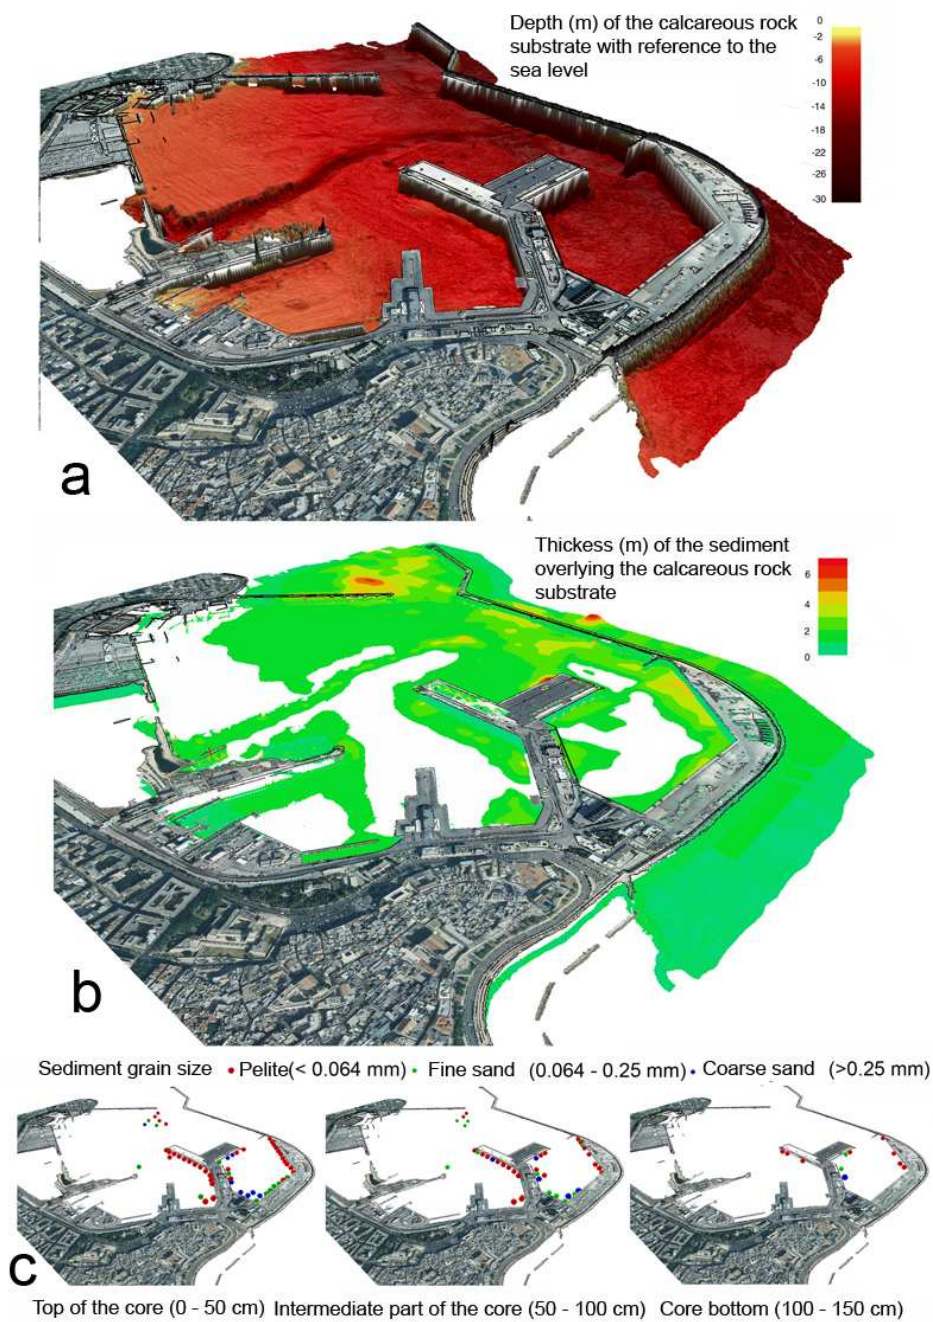 Depth (m) of the calcareous rock
substrate with reference to the
sea level
0
-2
-6
-10
-14
-18
-22
-26
-30
a
Thickess (m) of the sediment
overlying the calcareous rock
substrate
6
4
2
0
b
Sediment grain size Pelite(< 0.064 mm) Fine sand (0.064 - 0.25 mm) Coarse sand (>0.25 mm)
c
Top of the core (0 - 50 cm) Intermediate part of the core (50 - 100 cm) Core bottom (100 - 150 cm)